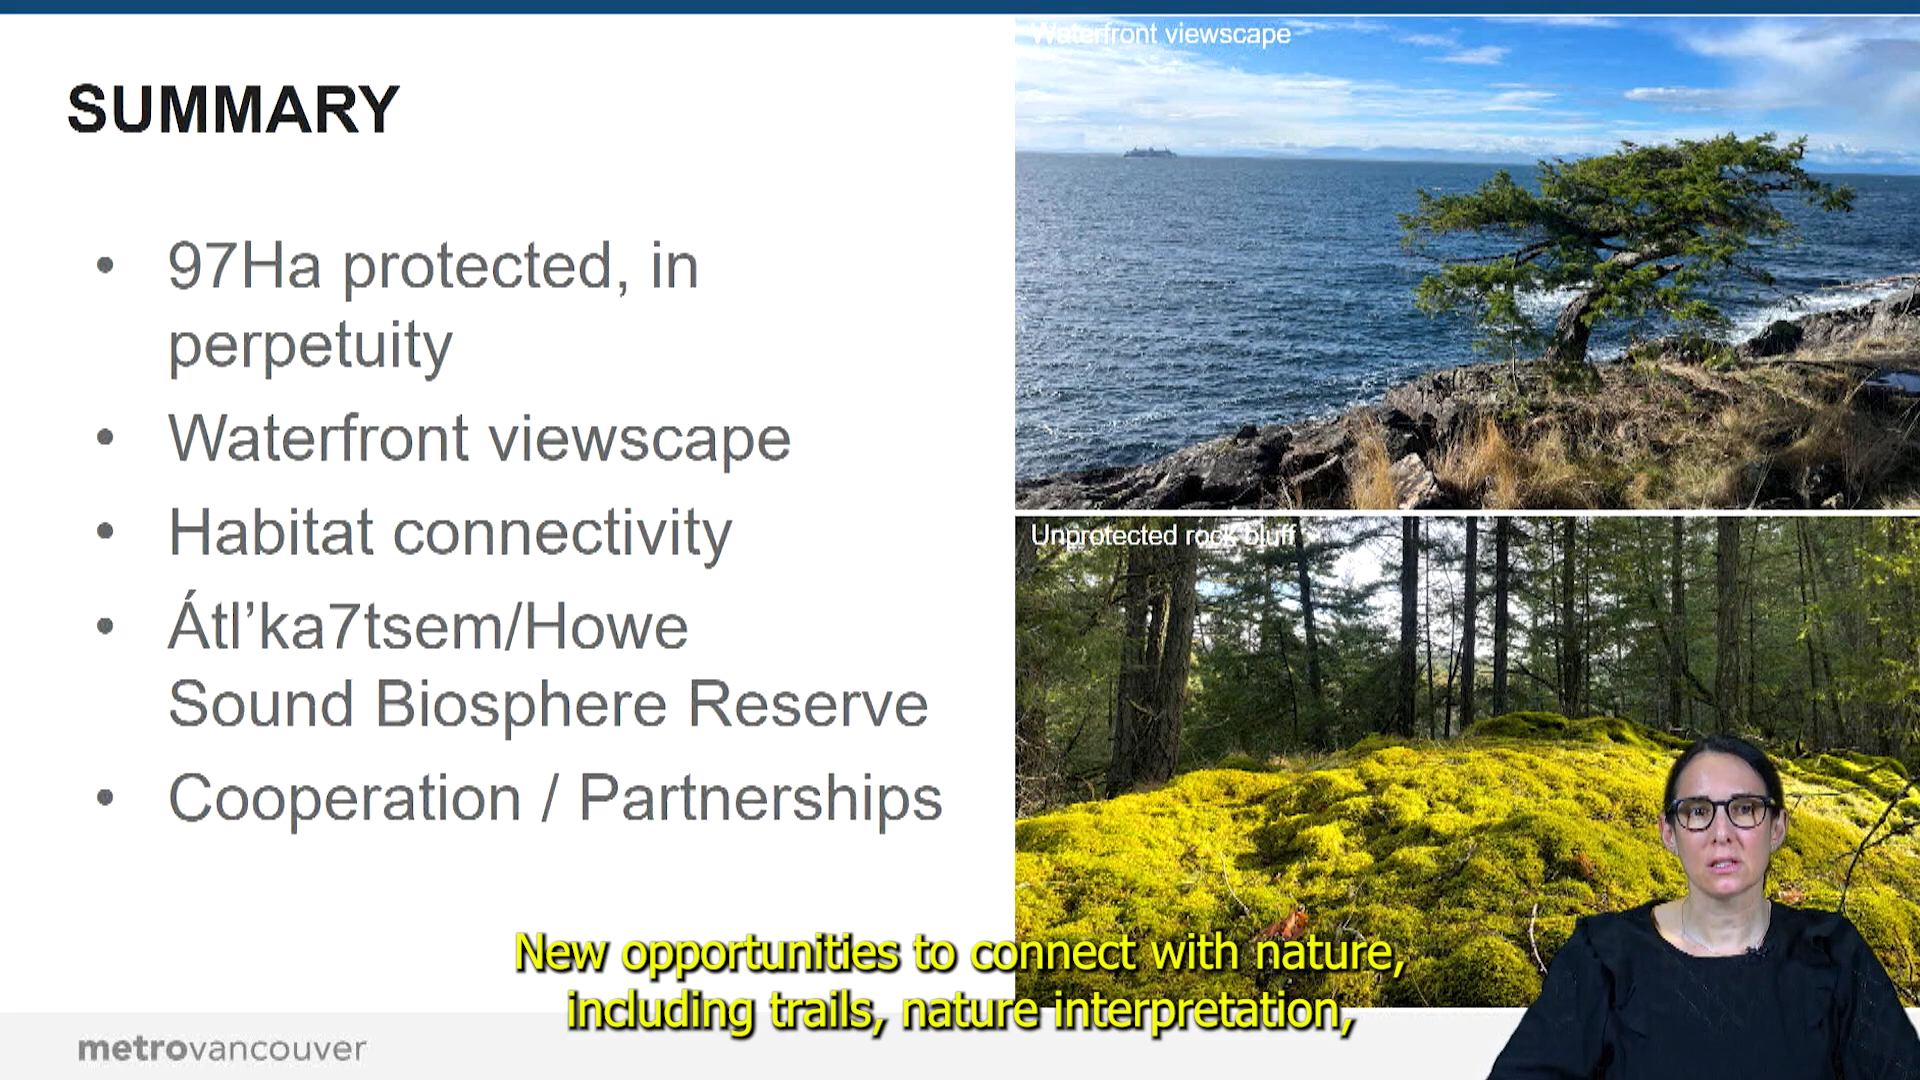 SUMMARY
• 97Ha protected, in
perpetuity
• Waterfront viewscape
• Habitat connectivity
• Átl’ka7tsem/Howe
Sound Biosphere Reserve
• Cooperation / Partnerships
Waterfront viewscape
Unprotected rock bluff
New opportunities to connect with nature,
including trails, nature interpretation,
metrovancouver